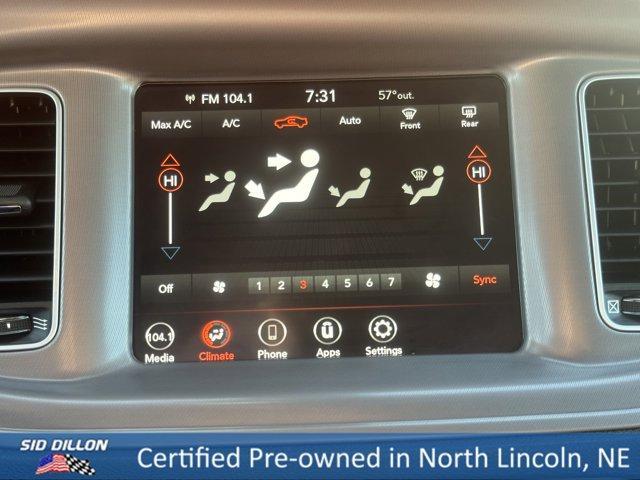 FM 104.1 7:31 57°out.
Max A/C A/C Auto Front Rear
HI HI
Off 1 2 3 4 5 6 7 Sync
104.1
Media Climate Phone Apps Settings
SID DILLON Certified Pre-owned in North Lincoln, NE